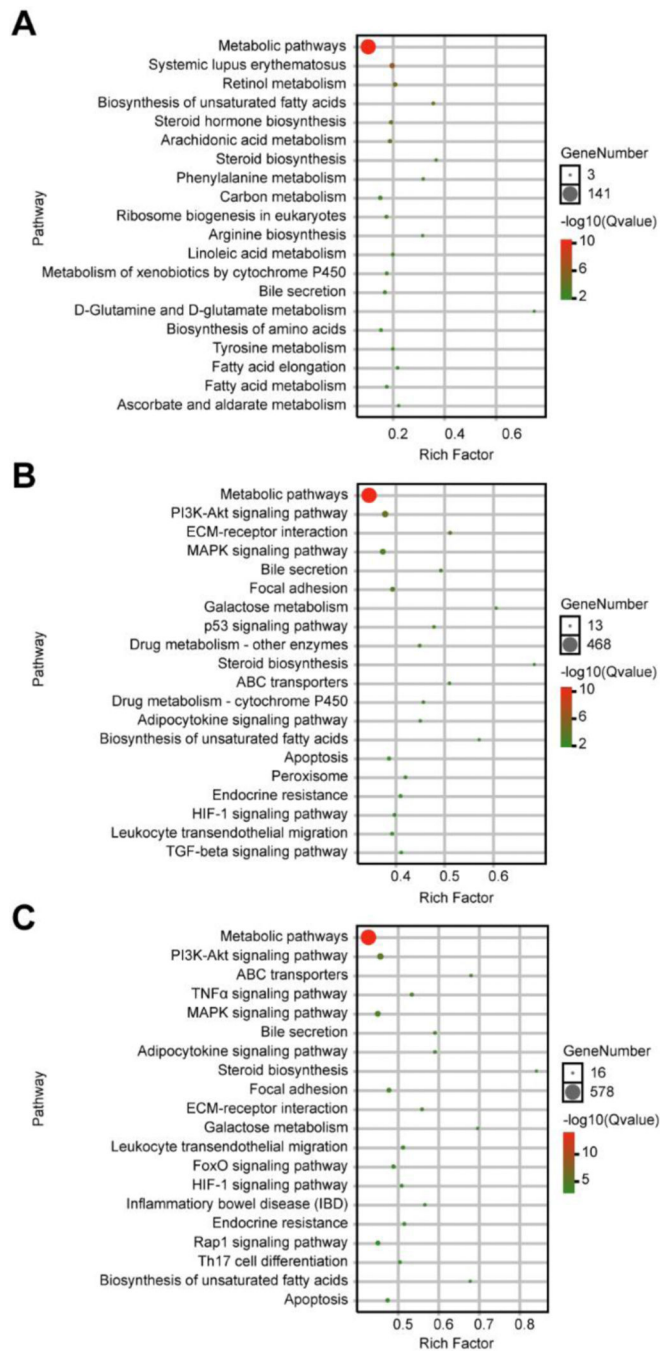 A
Pathway
Metabolic pathways
Systemic lupus erythematosus
Retinol metabolism
Biosynthesis of unsaturated fatty acids
Steroid hormone biosynthesis
Arachidonic acid metabolism
Steroid biosynthesis
Phenylalanine metabolism
Carbon metabolism
Ribosome biogenesis in eukaryotes
Arginine biosynthesis
Linoleic acid metabolism
Metabolism of xenobiotics by cytochrome P450
Bile secretion
D-Glutamine and D-glutamate metabolism
Biosynthesis of amino acids
Tyrosine metabolism
Fatty acid elongation
Fatty acid metabolism
Ascorbate and aldarate metabolism
0.2 0.4 0.6
Rich Factor
GeneNumber
3
141
-log10(Qvalue)
10
6
2
B
Pathway
Metabolic pathways
PI3K-Akt signaling pathway
ECM-receptor interaction
MAPK signaling pathway
Bile secretion
Focal adhesion
Galactose metabolism
p53 signaling pathway
Drug metabolism - other enzymes
Steroid biosynthesis
ABC transporters
Drug metabolism - cytochrome P450
Adipocytokine signaling pathway
Biosynthesis of unsaturated fatty acids
Apoptosis
Peroxisome
Endocrine resistance
HIF-1 signaling pathway
Leukocyte transendothelial migration
TGF-beta signaling pathway
0.4 0.5 0.6
Rich Factor
GeneNumber
13
468
-log10(Qvalue)
10
6
2
C
Pathway
Metabolic pathways
PI3K-Akt signaling pathway
ABC transporters
TNFα signaling pathway
MAPK signaling pathway
Bile secretion
Adipocytokine signaling pathway
Steroid biosynthesis
Focal adhesion
ECM-receptor interaction
Galactose metabolism
Leukocyte transendothelial migration
FoxO signaling pathway
HIF-1 signaling pathway
Inflammatiory bowel disease (IBD)
Endocrine resistance
Rap1 signaling pathway
Th17 cell differentiation
Biosynthesis of unsaturated fatty acids
Apoptosis
0.5 0.6 0.7 0.8
Rich Factor
GeneNumber
16
578
-log10(Qvalue)
10
5